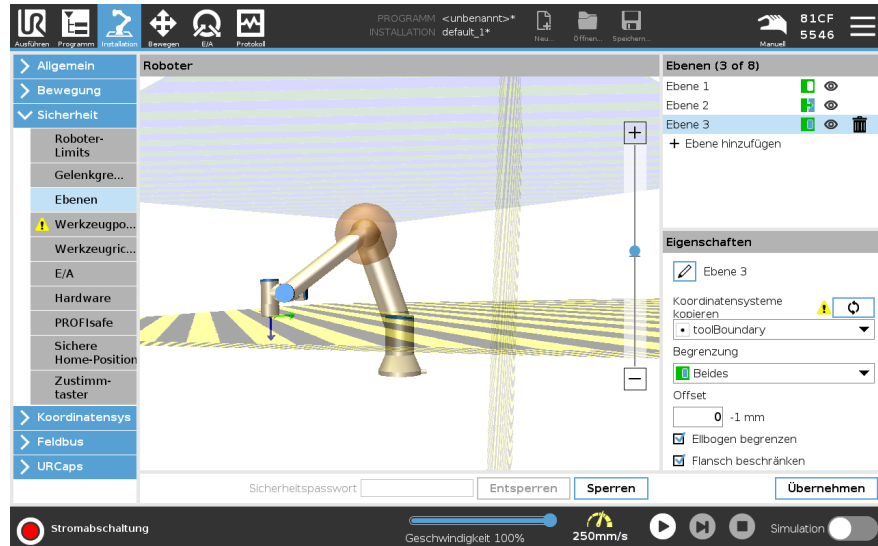 UR
PROGRAMM <unbenannt>*
INSTALLATION default_1*
Ausführen
Programm
Installation
Bewegen
E/A
Protokoll
Neu...
Öffnen...
Speichern...
Manuell
81CF
5546
Allgemein
Bewegung
Sicherheit
Roboter-
Limits
Gelenkgre...
Ebenen
Werkzeugpo...
Werkzeugric...
E/A
Hardware
PROFIsafe
Sichere
Home-Position
Zustimm-
taster
Koordinatensys
Feldbus
URCaps
Roboter
Ebenen (3 of 8)
Ebene 1
Ebene 2
Ebene 3
+ Ebene hinzufügen
Eigenschaften
Ebene 3
Koordinatensysteme
kopieren
toolBoundary
Begrenzung
Beides
Offset
0 -1 mm
Ellbogen begrenzen
Flansch beschränken
Sicherheitspasswort
Entsperren
Sperren
Übernehmen
Stromabschaltung
Geschwindigkeit 100%
250mm/s
Simulation